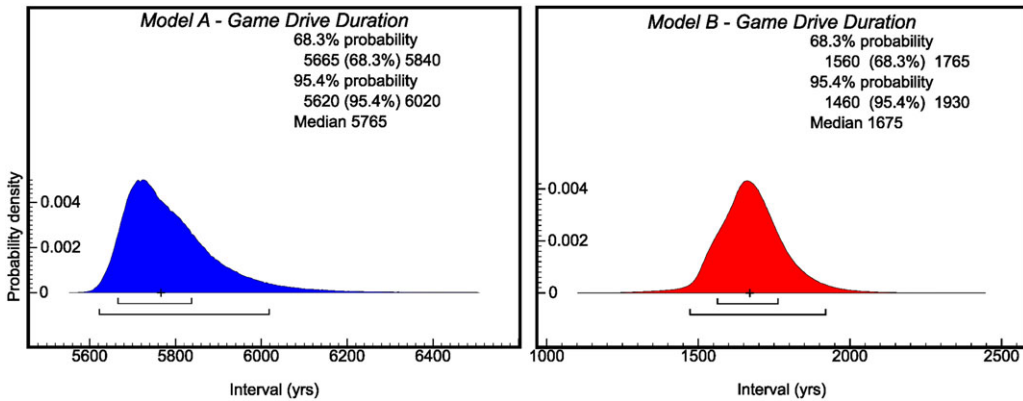 Model A - Game Drive Duration
68.3% probability
5665 (68.3%) 5840
95.4% probability
5620 (95.4%) 6020
Median 5765
Probability density
0.004
0.002
0
5600 5800 6000 6200 6400
Interval (yrs)
Model B - Game Drive Duration
68.3% probability
1560 (68.3%) 1765
95.4% probability
1460 (95.4%) 1930
Median 1675
0.004
0.002
0
1000 1500 2000 2500
Interval (yrs)